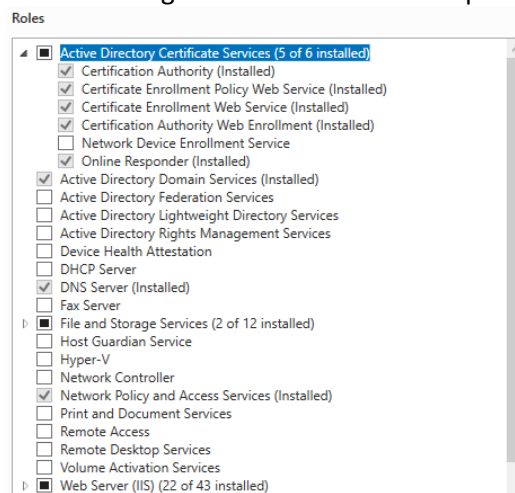 Roles
Active Directory Certificate Services (5 of 6 installed)
Certification Authority (Installed)
Certificate Enrollment Policy Web Service (Installed)
Certificate Enrollment Web Service (Installed)
Certification Authority Web Enrollment (Installed)
Network Device Enrollment Service
Online Responder (Installed)
Active Directory Domain Services (Installed)
Active Directory Federation Services
Active Directory Lightweight Directory Services
Active Directory Rights Management Services
Device Health Attestation
DHCP Server
DNS Server (Installed)
Fax Server
File and Storage Services (2 of 12 installed)
Host Guardian Service
Hyper-V
Network Controller
Network Policy and Access Services (Installed)
Print and Document Services
Remote Access
Remote Desktop Services
Volume Activation Services
Web Server (IIS) (22 of 43 installed)